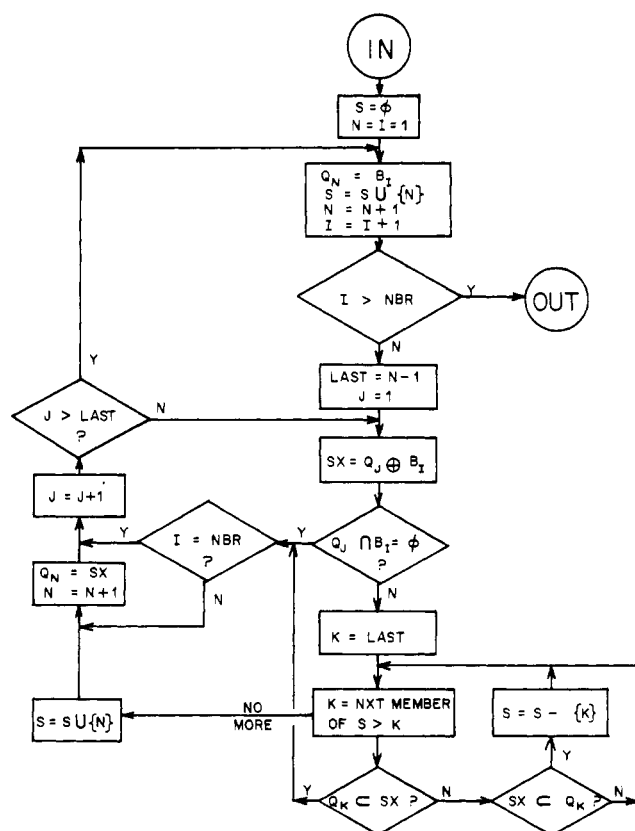 IN
S = ϕ
N = I = 1
Q_N = B_I
S = S ∪ {N}
N = N+1
I = I+1
I > NBR
Y
OUT
N
LAST = N−1
J = 1
Y
J > LAST
?
N
SX = Q_J ⊕ B_I
J = J+1
Y
I = NBR
?
N
Y
Q_J ∩ B_I = ϕ
?
N
Q_N = SX
N = N+1
K = LAST
S = S ∪ {N}
NO
MORE
K = NXT MEMBER
OF S > K
S = S − {K}
Y
Y
Q_K ⊂ SX ?
N
SX ⊂ Q_K ?
N